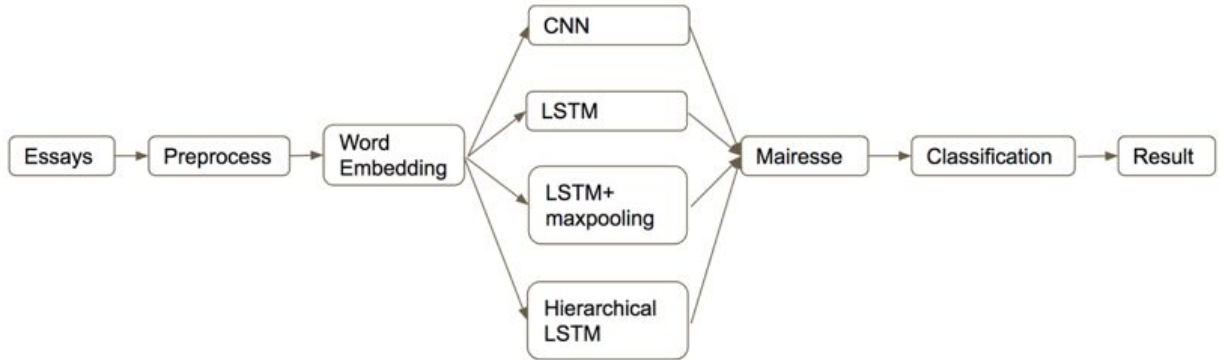 Essays
Preprocess
Word
Embedding
CNN
LSTM
LSTM+
maxpooling
Hierarchical
LSTM
Mairesse
Classification
Result